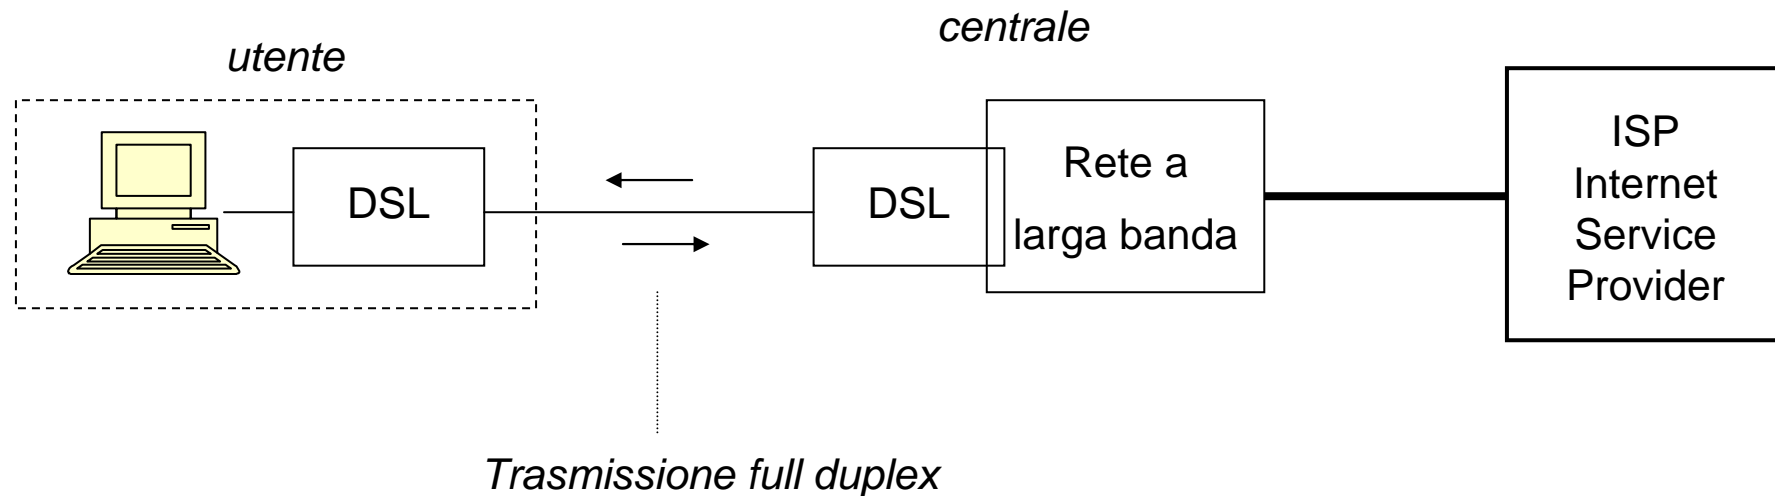 utente
centrale
DSL
DSL
Rete a
larga banda
ISP
Internet
Service
Provider
Trasmissione full duplex